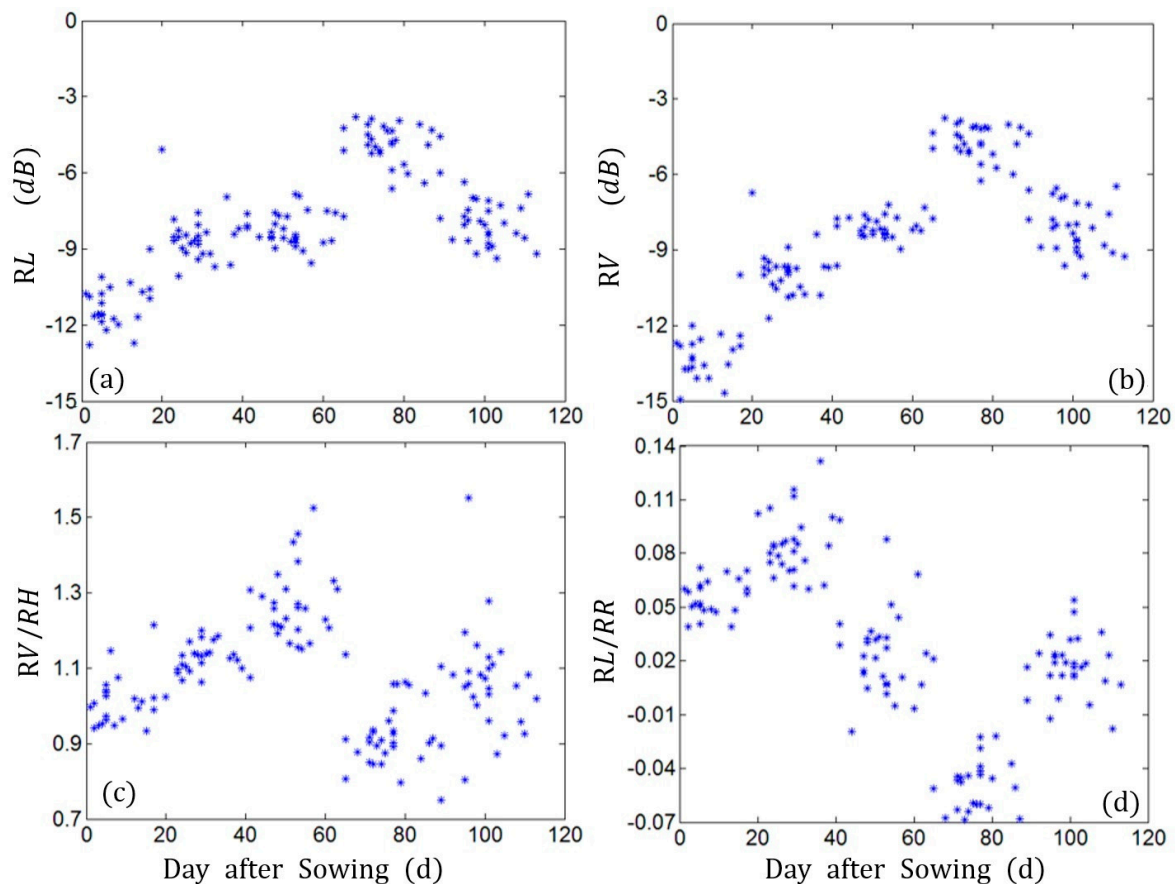 0
-3
-6
-9
-12
-15
RL (dB)
(a)
0 20 40 60 80 100 120
0
-3
-6
-9
-12
-15
RV (dB)
(b)
0 20 40 60 80 100 120
1.7
1.5
1.3
1.1
0.9
0.7
RV/RH
(c)
0 20 40 60 80 100 120
Day after Sowing (d)
0.14
0.11
0.08
0.05
0.02
-0.01
-0.04
-0.07
RL/RR
(d)
0 20 40 60 80 100 120
Day after Sowing (d)